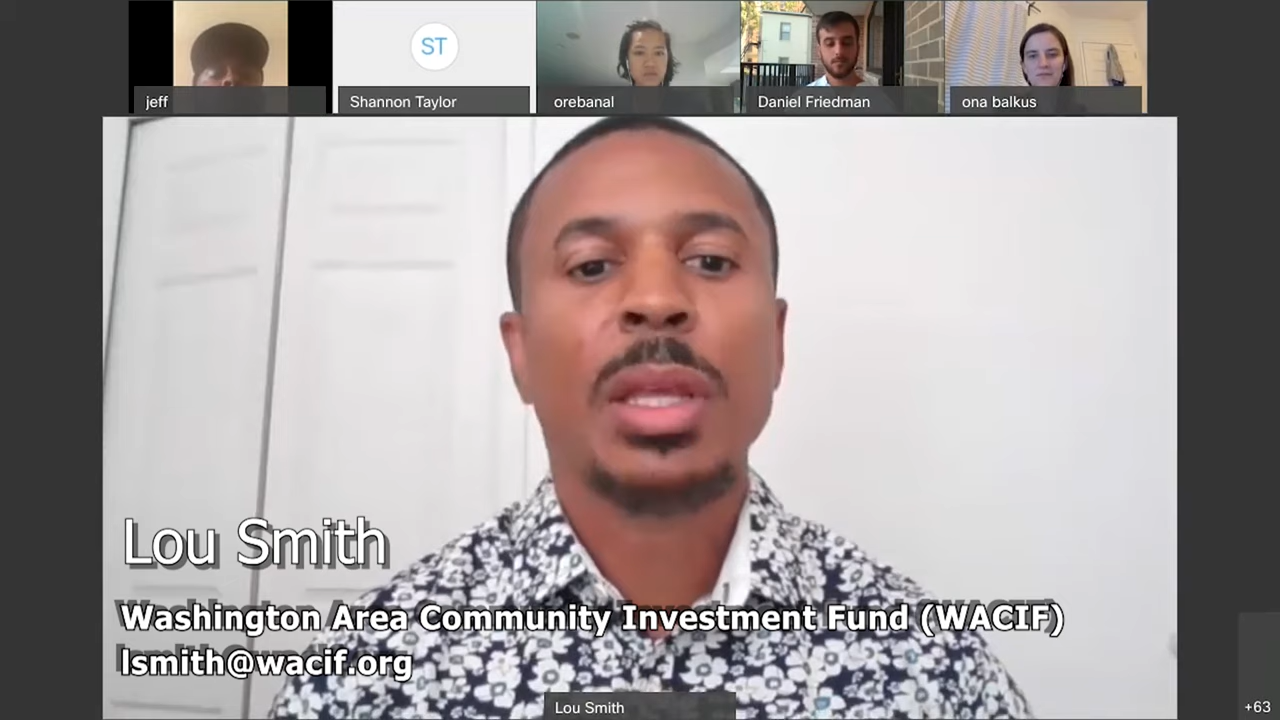 ST
jeff
Shannon Taylor
orebanal
Daniel Friedman
ona balkus
Lou Smith
Washington Area Community Investment Fund (WACIF)
lsmith@wacif.org
Lou Smith
+63